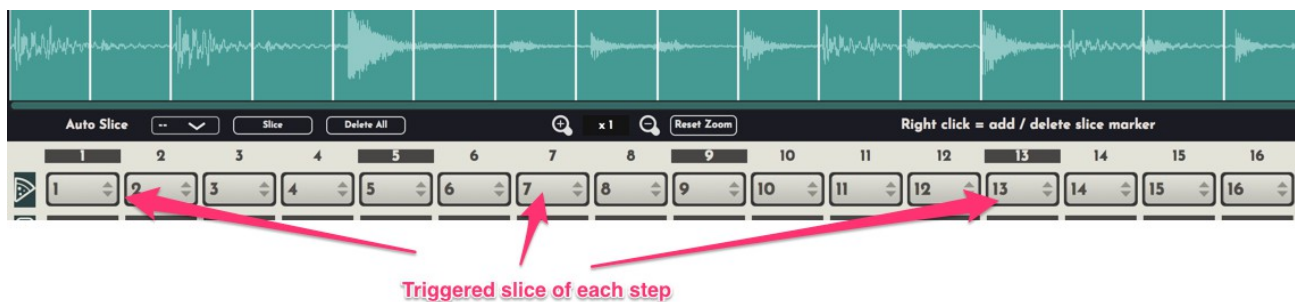 Auto Slice -- Slice Delete All x 1 Reset Zoom Right click = add / delete slice marker
1 2 3 4 5 6 7 8 9 10 11 12 13 14 15 16
1 2 3 4 5 6 7 8 9 10 11 12 13 14 15 16
Triggered slice of each step